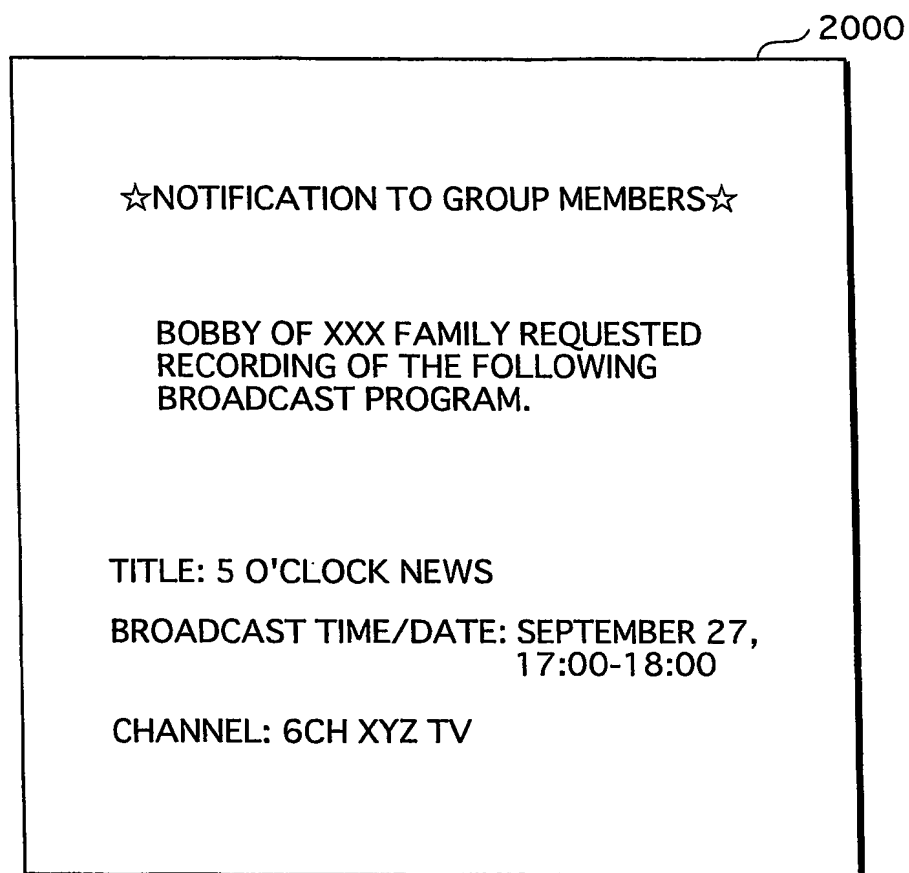 2000
☆NOTIFICATION TO GROUP MEMBERS☆
BOBBY OF XXX FAMILY REQUESTED
RECORDING OF THE FOLLOWING
BROADCAST PROGRAM.
TITLE: 5 O'CLOCK NEWS
BROADCAST TIME/DATE: SEPTEMBER 27,
17:00-18:00
CHANNEL: 6CH XYZ TV